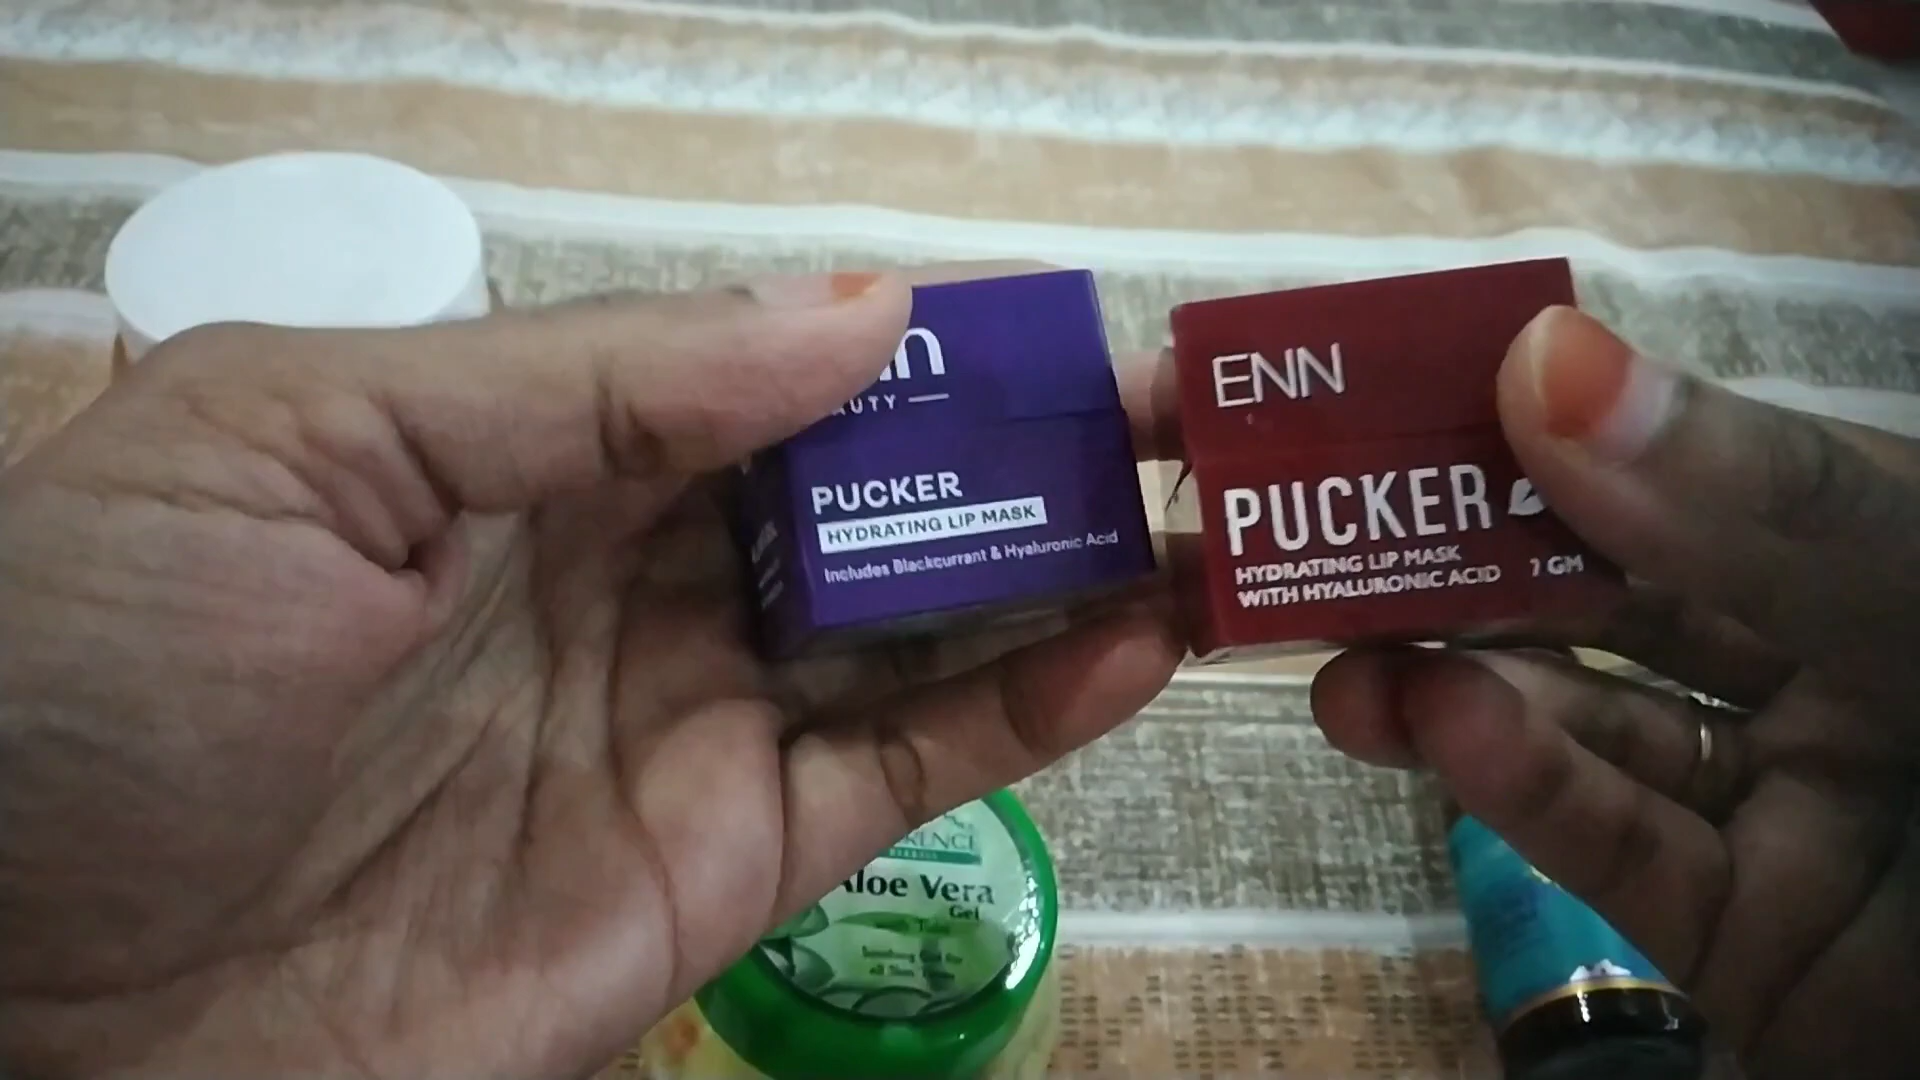 AUTY
PUCKER
HYDRATING LIP MASK
Includes Blackcurrant & Hyaluronic Acid
ENN
PUCKER
HYDRATING LIP MASK
WITH HYALURONIC ACID 7 GM
Aloe Vera
Gel